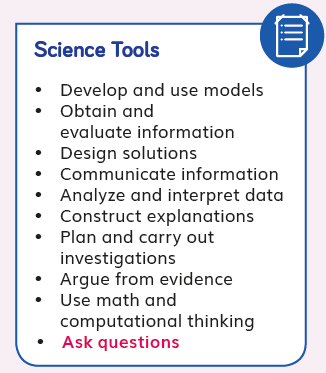 Science Tools
• Develop and use models
• Obtain and
evaluate information
• Design solutions
• Communicate information
• Analyze and interpret data
• Construct explanations
• Plan and carry out
investigations
• Argue from evidence
• Use math and
computational thinking
• Ask questions